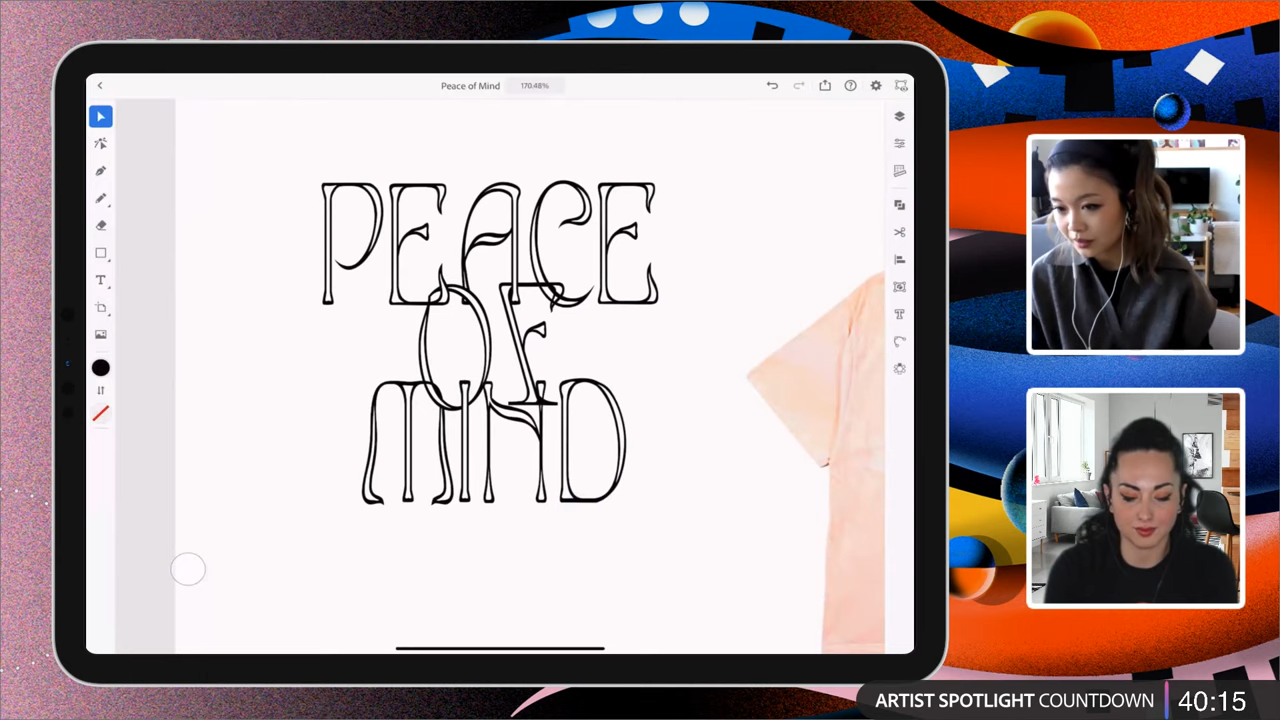 Peace of Mind 170.48%
PEACE
OF
MIND
ARTIST SPOTLIGHT COUNTDOWN 40:15